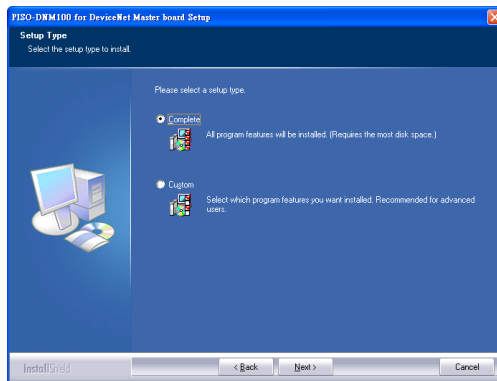 PISO-DNM100 for DeviceNet Master board Setup
Setup Type
Select the setup type to install.
Please select a setup type.
Complete
All program features will be installed. (Requires the most disk space.)
Custom
Select which program features you want installed. Recommended for advanced
users.
InstallShield
< Back
Next >
Cancel